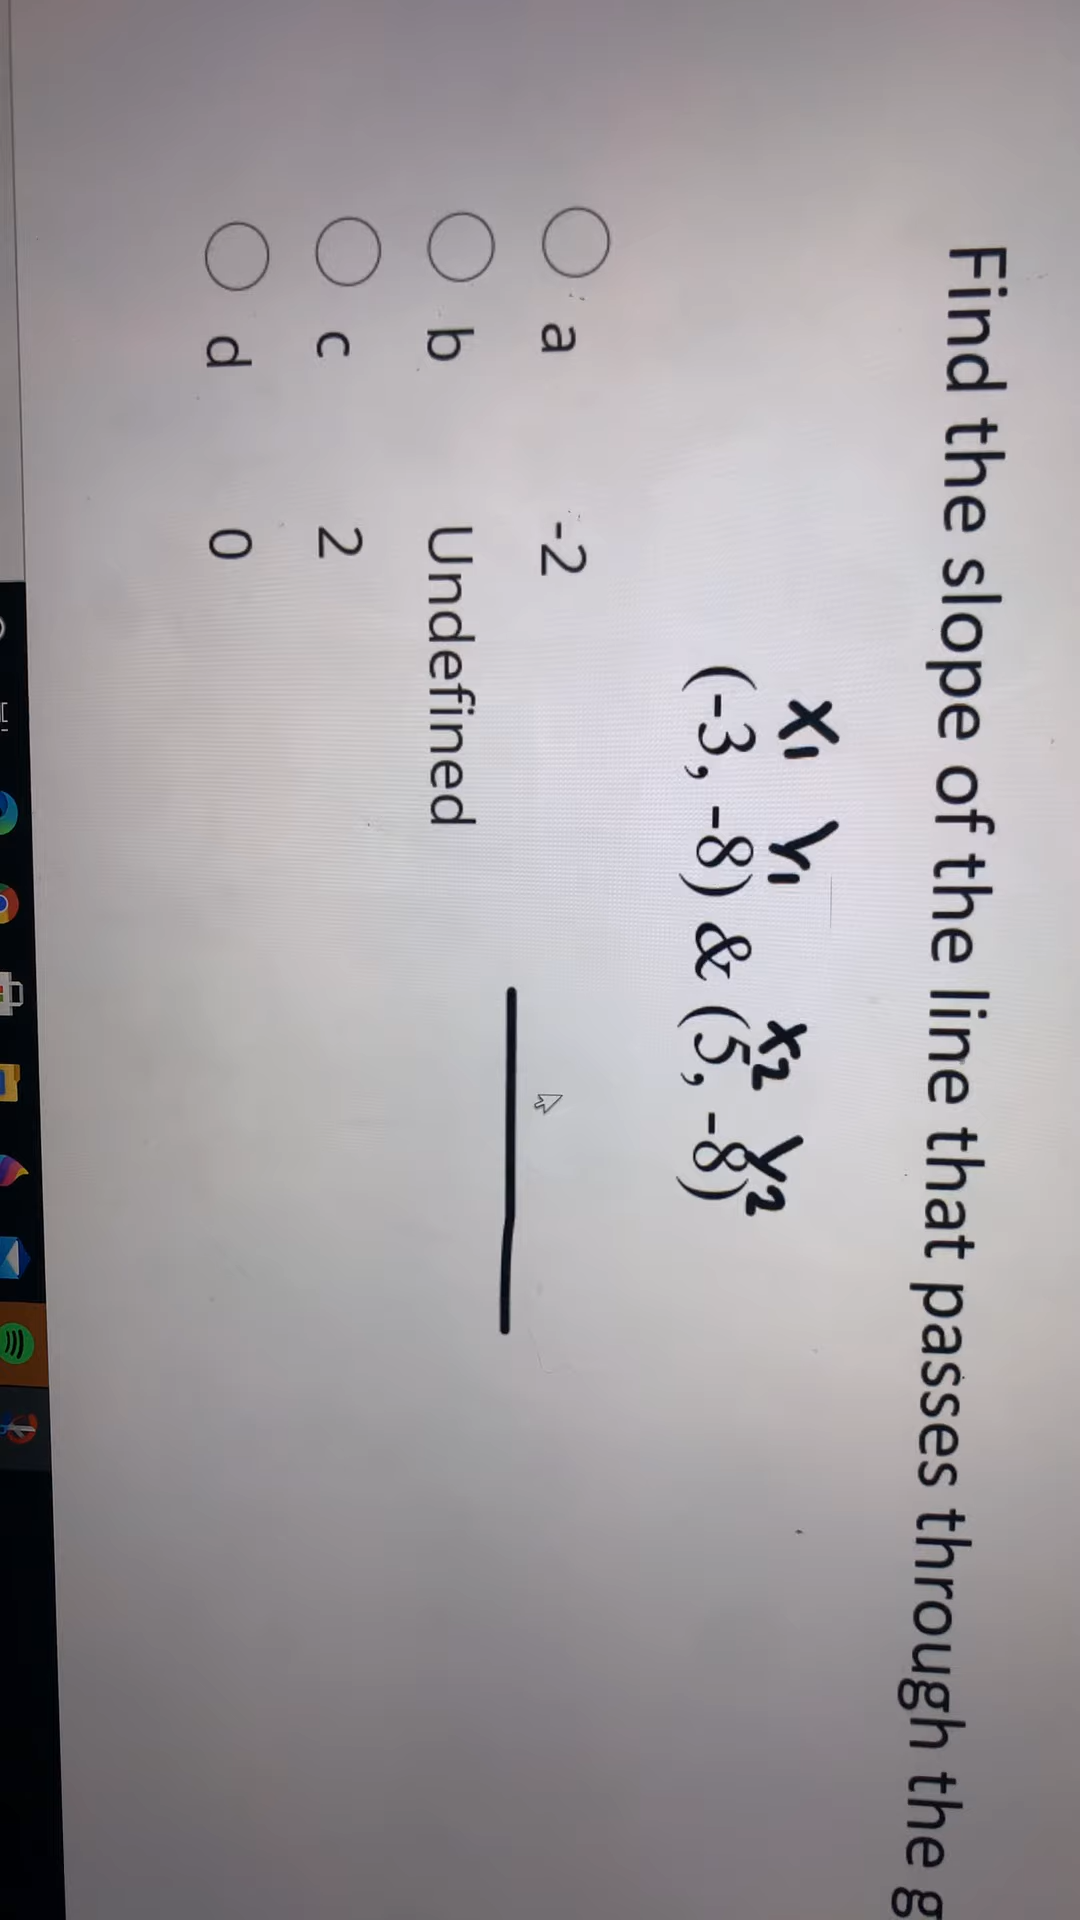 Find the slope of the line that passes through the g
x₁ y₁ x₂ y₂
(-3, -8) & (5, -8)
a -2
b Undefined
c 2
d 0